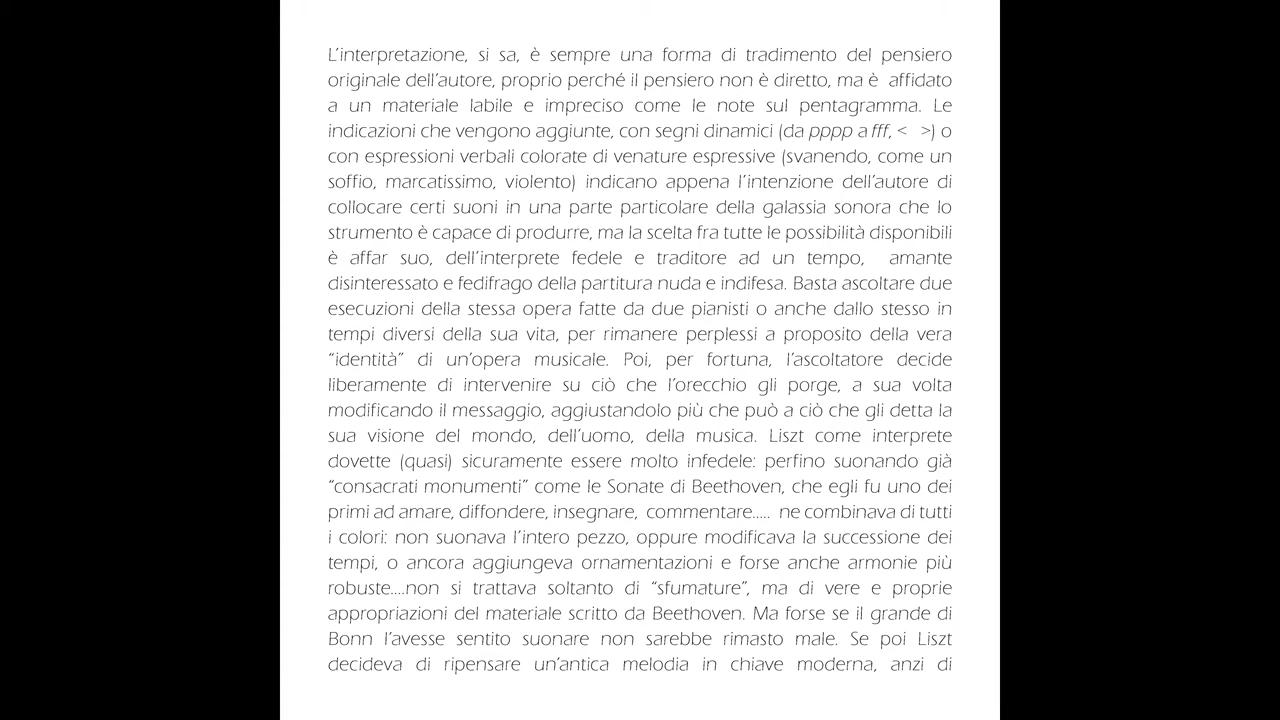 L'interpretazione, si sa, è sempre una forma di tradimento del pensiero
originale dell'autore, proprio perché il pensiero non è diretto, ma è affidato
a un materiale labile e impreciso come le note sul pentagramma. Le
indicazioni che vengono aggiunte, con segni dinamici (da pppp a fff, < >) o
con espressioni verbali colorate di venature espressive (svanendo, come un
soffio, marcatissimo, violento) indicano appena l'intenzione dell'autore di
collocare certi suoni in una parte particolare della galassia sonora che lo
strumento è capace di produrre, ma la scelta fra tutte le possibilità disponibili
è affar suo, dell'interprete fedele e traditore ad un tempo, amante
disinteressato e fedifrago della partitura nuda e indifesa. Basta ascoltare due
esecuzioni della stessa opera fatte da due pianisti o anche dallo stesso in
tempi diversi della sua vita, per rimanere perplessi a proposito della vera
“identità” di un'opera musicale. Poi, per fortuna, l'ascoltatore decide
liberamente di intervenire su ciò che l'orecchio gli porge, a sua volta
modificando il messaggio, aggiustandolo più che può a ciò che gli detta la
sua visione del mondo, dell'uomo, della musica. Liszt come interprete
dovette (quasi) sicuramente essere molto infedele: perfino suonando già
“consacrati monumenti” come le Sonate di Beethoven, che egli fu uno dei
primi ad amare, diffondere, insegnare, commentare..... ne combinava di tutti
i colori: non suonava l'intero pezzo, oppure modificava la successione dei
tempi, o ancora aggiungeva ornamentazioni e forse anche armonie più
robuste....non si trattava soltanto di “sfumature”, ma di vere e proprie
appropriazioni del materiale scritto da Beethoven. Ma forse se il grande di
Bonn l'avesse sentito suonare non sarebbe rimasto male. Se poi Liszt
decideva di ripensare un'antica melodia in chiave moderna, anzi di